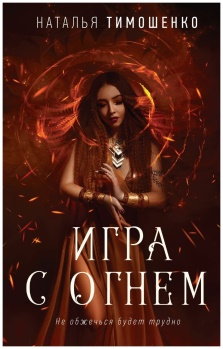 НАТАЛЬЯ ТИМОШЕНКО
ИГРА
С ОГНЕМ
Не обжечься будет трудно